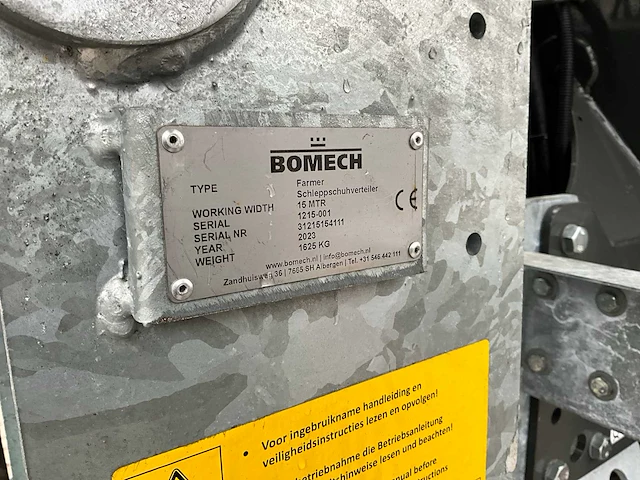 BOMECH
TYPE Farmer
Schleppschuhverteiler
WORKING WIDTH 15 MTR
SERIAL 1215-001
SERIAL NR 31215154111
YEAR 2023
WEIGHT 1625 KG
CE
www.bomech.nl | info@bomech.nl
Zandhuisweg 36 | 7665 SH Albergen | Tel. +31 546 442 111
• Voor ingebruikname handleiding en
veiligheidsinstructies lezen en opvolgen!
betriebnahme die Betriebsanleitung
lesen und beachten!
manual before